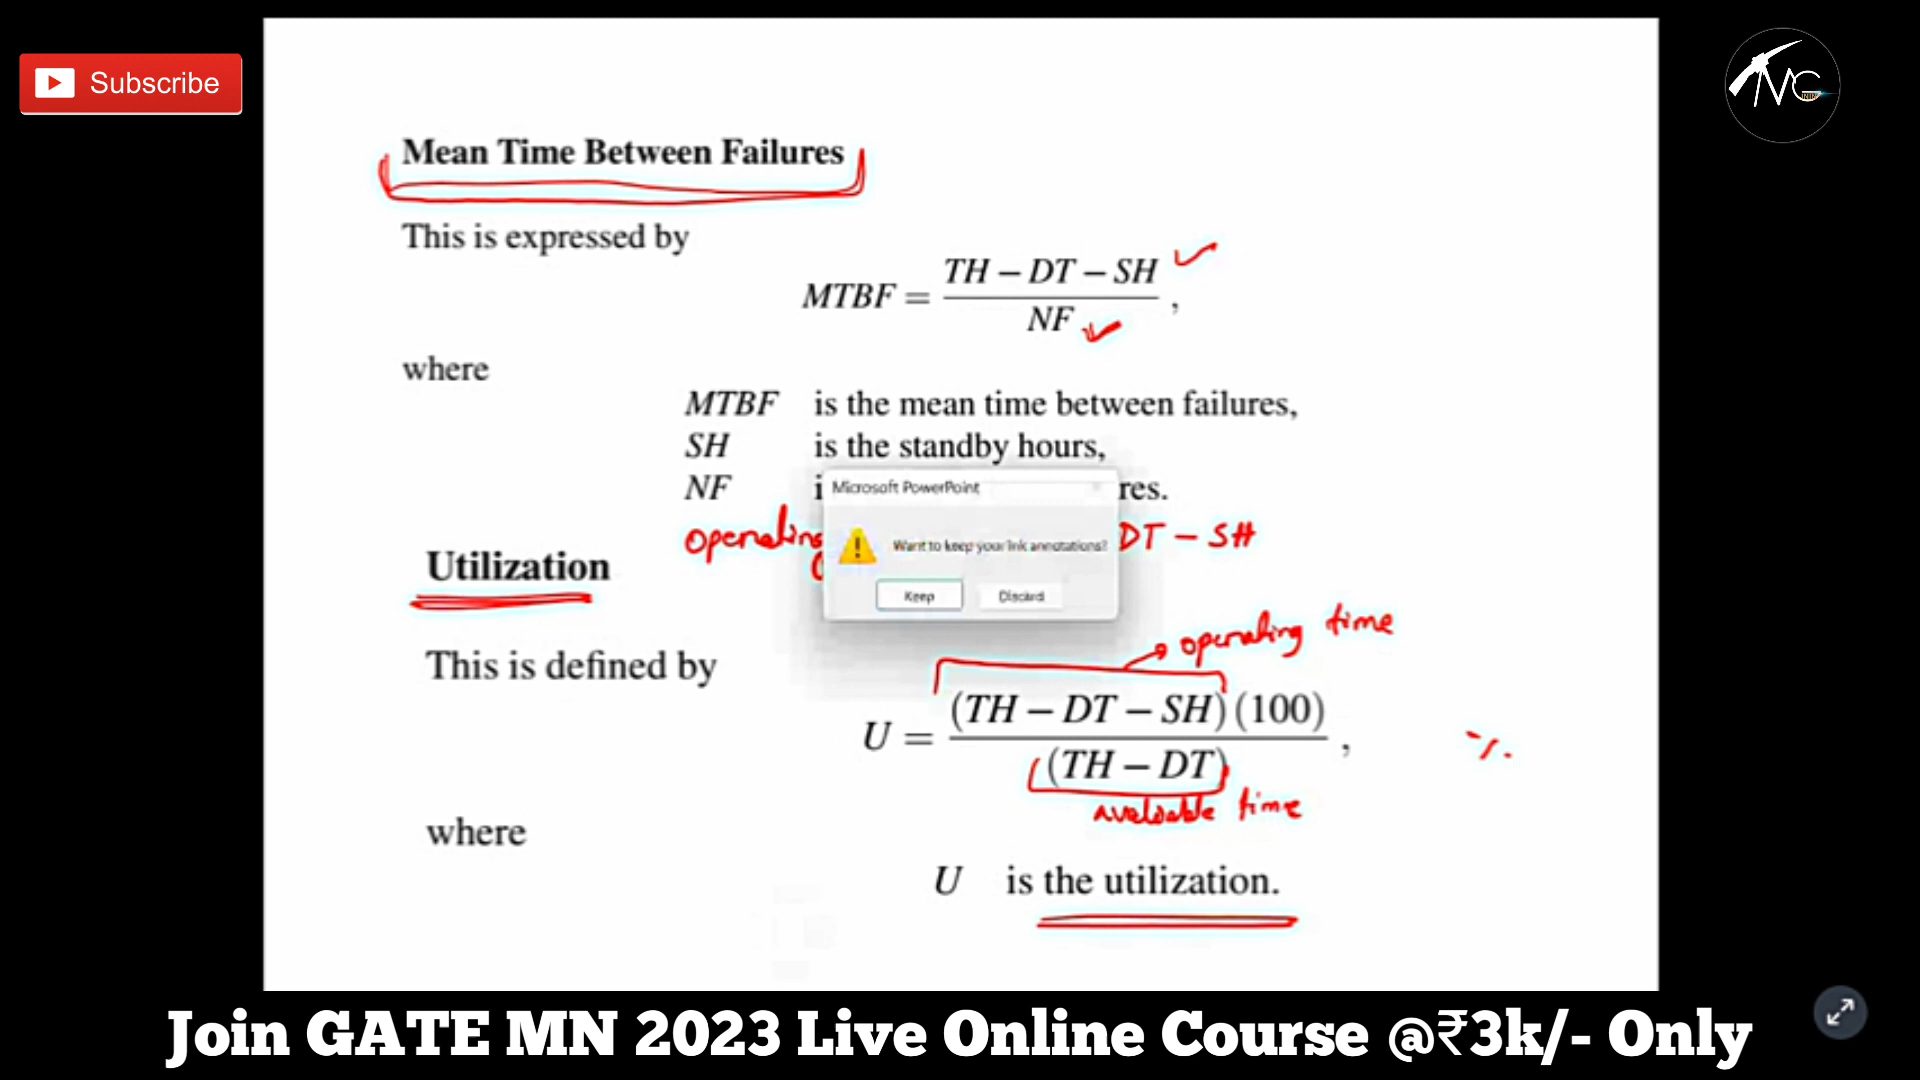 Subscribe
MG
Mean Time Between Failures
This is expressed by
MTBF = TH – DT – SH / NF ,
where
MTBF is the mean time between failures,
SH is the standby hours,
NF i res.
Microsoft PowerPoint
operating DT - SH
Want to keep your ink annotations?
Keep Discard
Utilization
operating time
This is defined by
U = (TH – DT – SH)(100) / (TH – DT) ,
%
available time
where
U is the utilization.
Join GATE MN 2023 Live Online Course @₹3k/- Only